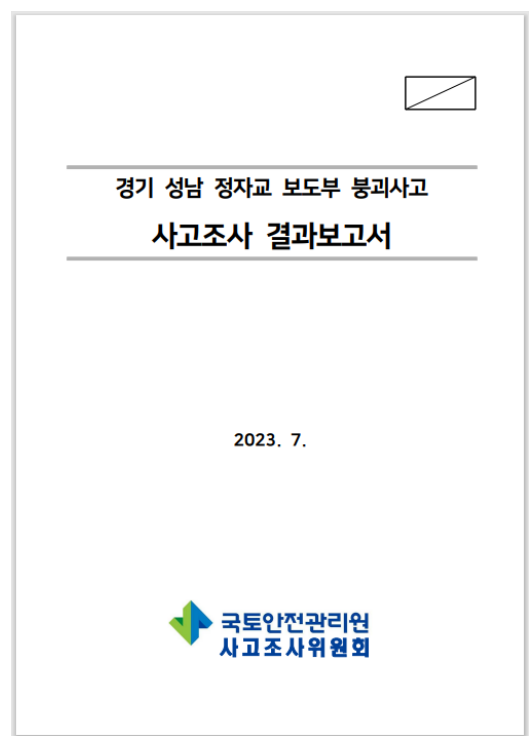 경기 성남 정자교 보도부 붕괴사고
사고조사 결과보고서
2023. 7.
국토안전관리원
사고조사위원회